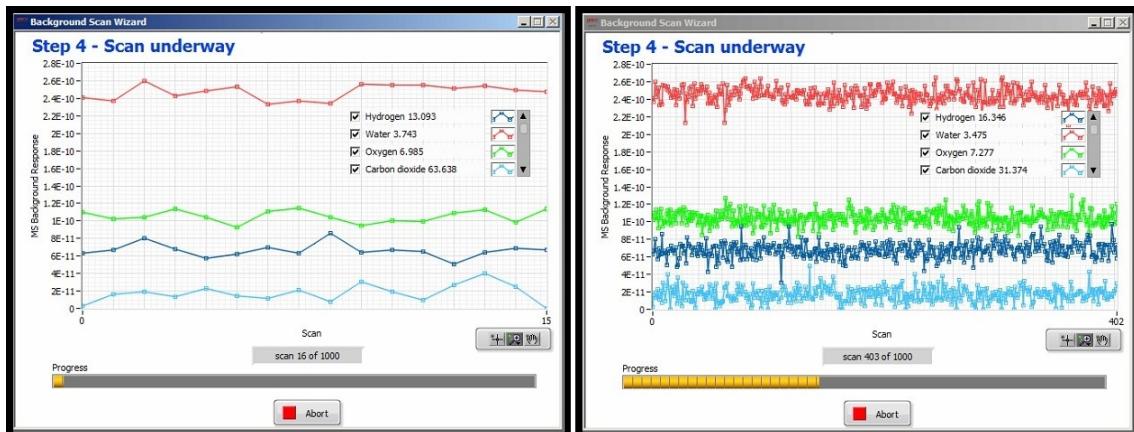 Background Scan Wizard
Step 4 - Scan underway
MS Background Response
2.8E-10
2.6E-10
2.4E-10
2.2E-10
2E-10
1.8E-10
1.6E-10
1.4E-10
1.2E-10
1E-10
8E-11
6E-11
4E-11
2E-11
0
Hydrogen 13.093
Water 3.743
Oxygen 6.985
Carbon dioxide 63.638
0
15
Scan
scan 16 of 1000
Progress
Abort
Background Scan Wizard
Step 4 - Scan underway
MS Background Response
2.8E-10
2.6E-10
2.4E-10
2.2E-10
2E-10
1.8E-10
1.6E-10
1.4E-10
1.2E-10
1E-10
8E-11
6E-11
4E-11
2E-11
0
Hydrogen 16.346
Water 3.475
Oxygen 7.277
Carbon dioxide 31.374
0
402
Scan
scan 403 of 1000
Progress
Abort